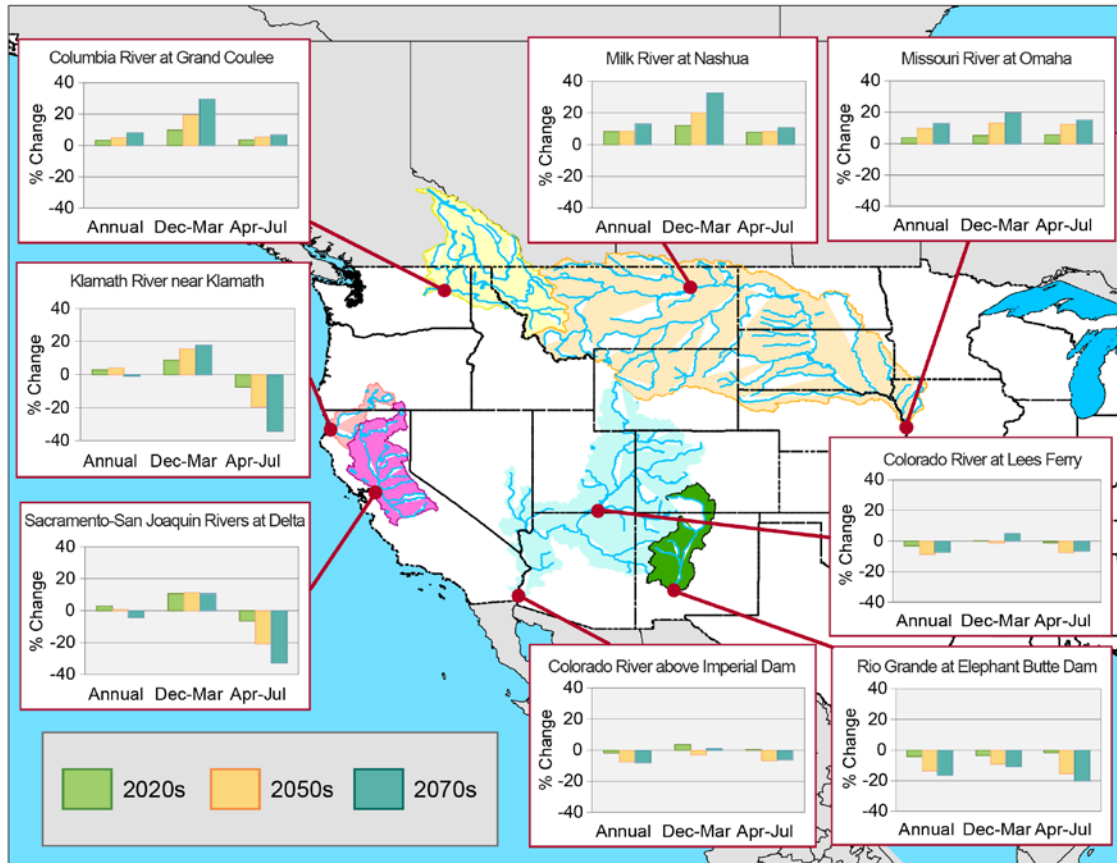 Columbia River at Grand Coulee
40
20
0
-20
-40
% Change
Annual Dec-Mar Apr-Jul
Milk River at Nashua
40
20
0
-20
-40
% Change
Annual Dec-Mar Apr-Jul
Missouri River at Omaha
40
20
0
-20
-40
% Change
Annual Dec-Mar Apr-Jul
Klamath River near Klamath
40
20
0
-20
-40
% Change
Annual Dec-Mar Apr-Jul
Sacramento-San Joaquin Rivers at Delta
40
20
0
-20
-40
% Change
Annual Dec-Mar Apr-Jul
Colorado River at Lees Ferry
40
20
0
-20
-40
% Change
Annual Dec-Mar Apr-Jul
Colorado River above Imperial Dam
40
20
0
-20
-40
% Change
Annual Dec-Mar Apr-Jul
Rio Grande at Elephant Butte Dam
40
20
0
-20
-40
% Change
Annual Dec-Mar Apr-Jul
2020s 2050s 2070s